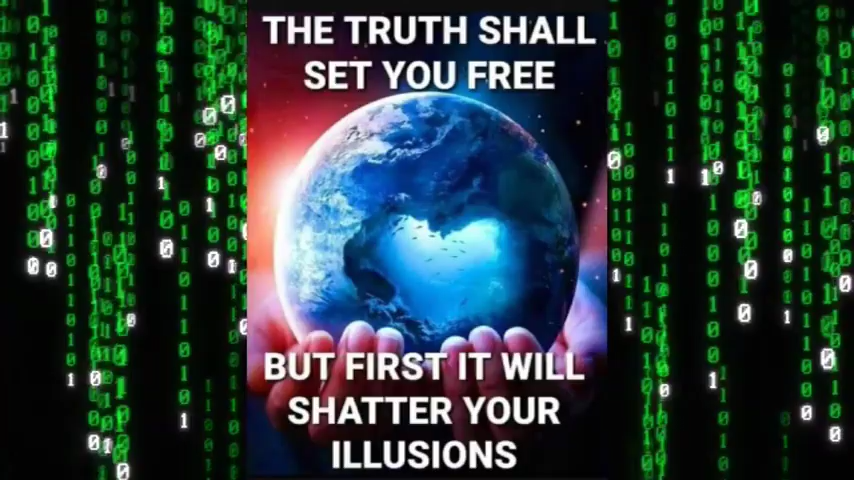 THE TRUTH SHALL
SET YOU FREE
BUT FIRST IT WILL
SHATTER YOUR
ILLUSIONS